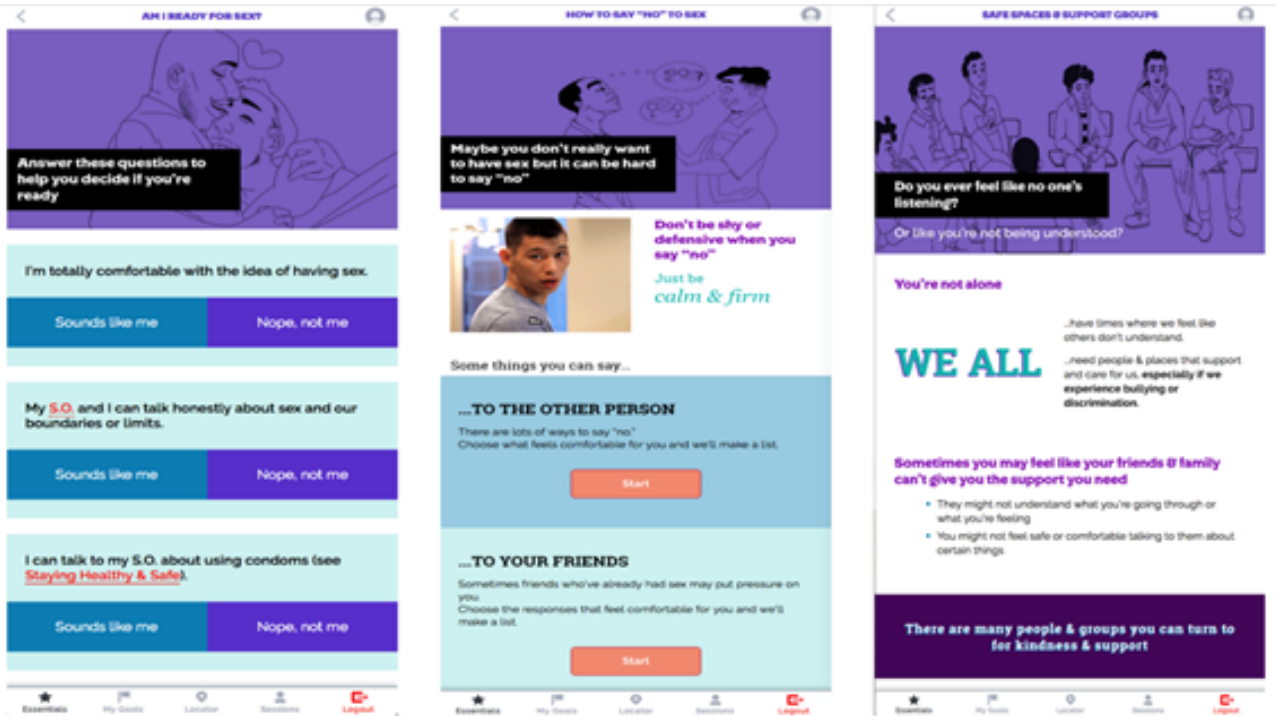 AM I READY FOR SEX?
Answer these questions to
help you decide if you're
ready
I'm totally comfortable with the idea of having sex.
Sounds like me
Nope, not me
My S.O. and I can talk honestly about sex and our
boundaries or limits.
Sounds like me
Nope, not me
I can talk to my S.O. about using condoms (see
Staying Healthy & Safe).
Sounds like me
Nope, not me
Essentials
My Goals
Locator
Sessions
Logout
HOW TO SAY "NO" TO SEX
Maybe you don't really want
to have sex but it can be hard
to say "no"
Don't be shy or
defensive when you
say "no"
Just be
calm & firm
Some things you can say...
...TO THE OTHER PERSON
There are lots of ways to say "no."
Choose what feels comfortable for you and we'll make a list.
Start
...TO YOUR FRIENDS
Sometimes friends who've already had sex may put pressure on
you.
Choose the responses that feel comfortable for you and we'll
make a list.
Start
Essentials
My Goals
Locator
Sessions
Logout
SAFE SPACES & SUPPORT GROUPS
Do you ever feel like no one's
listening?
Or like you're not being understood?
You're not alone
WE ALL
...have times where we feel like
others don't understand.
...need people & places that support
and care for us, especially if we
experience bullying or
discrimination.
Sometimes you may feel like your friends & family
can't give you the support you need
• They might not understand what you're going through or
what you're feeling
• You might not feel safe or comfortable talking to them about
certain things
There are many people & groups you can turn to
for kindness & support
Essentials
My Goals
Locator
Sessions
Logout